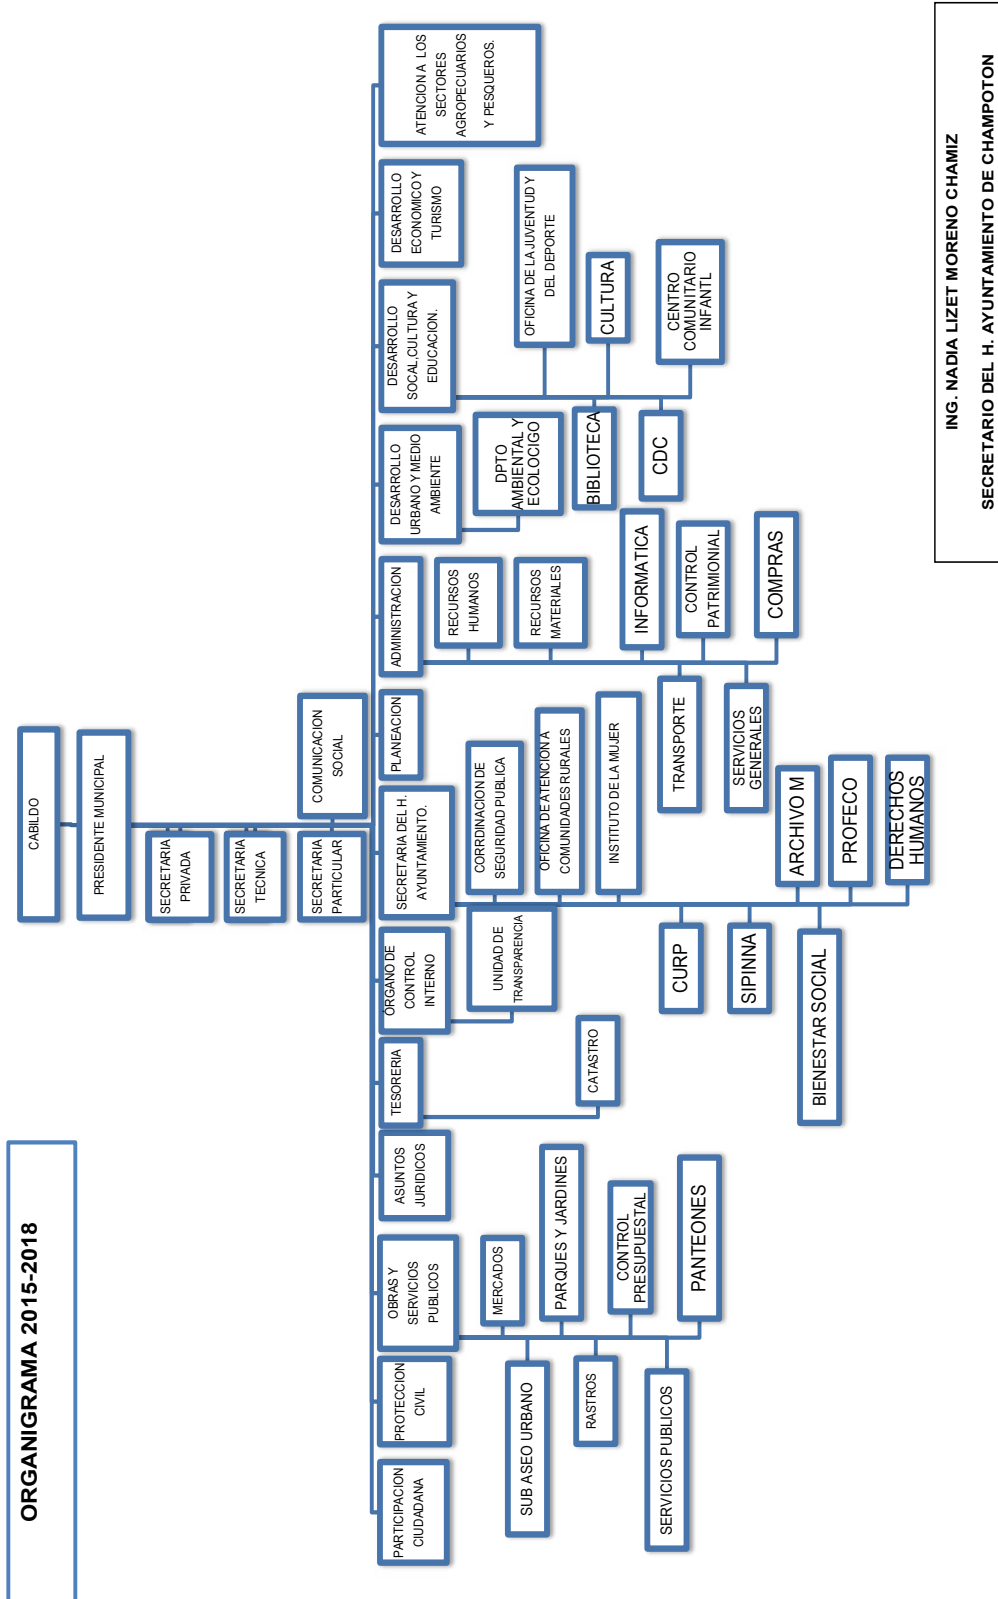 ORGANIGRAMA 2015-2018
CABILDO
PRESIDENTE MUNICIPAL
SECRETARIA
PRIVADA
SECRETARIA
TECNICA
SECRETARIA
PARTICULAR
COMUNICACION
SOCIAL
PARTICIPACION
CIUDADANA
PROTECCION
CIVIL
OBRAS Y
SERVICIOS
PUBLICOS
ASUNTOS
JURIDICOS
TESORERIA
ÓRGANO DE
CONTROL
INTERNO
SECRETARIA DEL H.
AYUNTAMIENTO.
PLANEACION
ADMINISTRACION
DESARROLLO
URBANO Y MEDIO
AMBIENTE
DESARROLLO
SOCAL,CULTURA Y
EDUCACION.
DESARROLLO
ECONOMICO Y
TURISMO
ATENCION A LOS
SECTORES
AGROPECUARIOS
Y PESQUEROS.
MERCADOS
SUB ASEO URBANO
PARQUES Y JARDINES
RASTROS
CONTROL
PRESUPUESTAL
SERVICIOS PUBLICOS
PANTEONES
CATASTRO
UNIDAD DE
TRANSPARENCIA
CORRDINACION DE
SEGURIDAD PUBLICA
OFICINA DE ATENCION A
COMUNIDADES RURALES
INSTITUTO DE LA MUJER
CURP
SIPINNA
ARCHIVO M
BIENESTAR SOCIAL
PROFECO
DERECHOS
HUMANOS
RECURSOS
HUMANOS
RECURSOS
MATERIALES
INFORMATICA
TRANSPORTE
CONTROL
PATRIMIONIAL
SERVICIOS
GENERALES
COMPRAS
DPTO
AMBIENTAL Y
ECOLOCIGO
OFICINA DE LA JUVENTUD Y
DEL DEPORTE
BIBLIOTECA
CULTURA
CDC
CENTRO
COMUNITARIO
INFANTL
ING. NADIA LIZET MORENO CHAMIZ
SECRETARIO DEL H. AYUNTAMIENTO DE CHAMPOTON